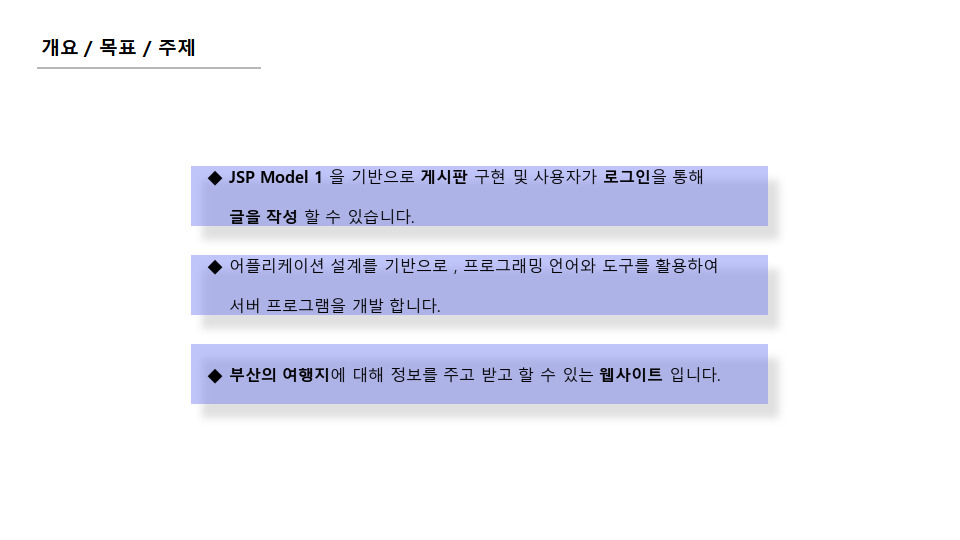 개요 / 목표 / 주제
◆ JSP Model 1 을 기반으로 게시판 구현 및 사용자가 로그인을 통해
글을 작성 할 수 있습니다.
◆ 어플리케이션 설계를 기반으로 , 프로그래밍 언어와 도구를 활용하여
서버 프로그램을 개발 합니다.
◆ 부산의 여행지에 대해 정보를 주고 받고 할 수 있는 웹사이트 입니다.